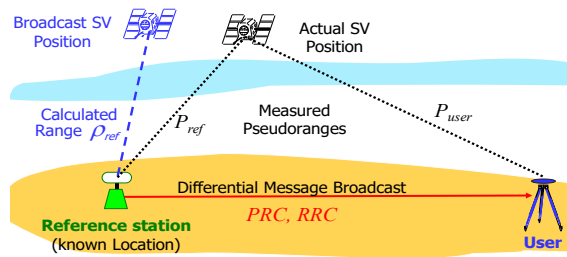 Broadcast SV
Position
Actual SV
Position
Calculated
Range ρref
Pref
Measured
Pseudoranges
Puser
Differential Message Broadcast
PRC, RRC
Reference station
(known Location)
User